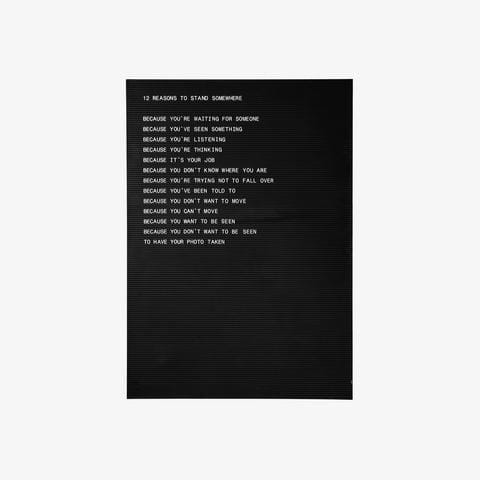 12 REASONS TO STAND SOMEWHERE
BECAUSE YOU'RE WAITING FOR SOMEONE
BECAUSE YOU'VE SEEN SOMETHING
BECAUSE YOU'RE LISTENING
BECAUSE YOU'RE THINKING
BECAUSE IT'S YOUR JOB
BECAUSE YOU DON'T KNOW WHERE YOU ARE
BECAUSE YOU'RE TRYING NOT TO FALL OVER
BECAUSE YOU'VE BEEN TOLD TO
BECAUSE YOU DON'T WANT TO MOVE
BECAUSE YOU CAN'T MOVE
BECAUSE YOU WANT TO BE SEEN
BECAUSE YOU DON'T WANT TO BE SEEN
TO HAVE YOUR PHOTO TAKEN